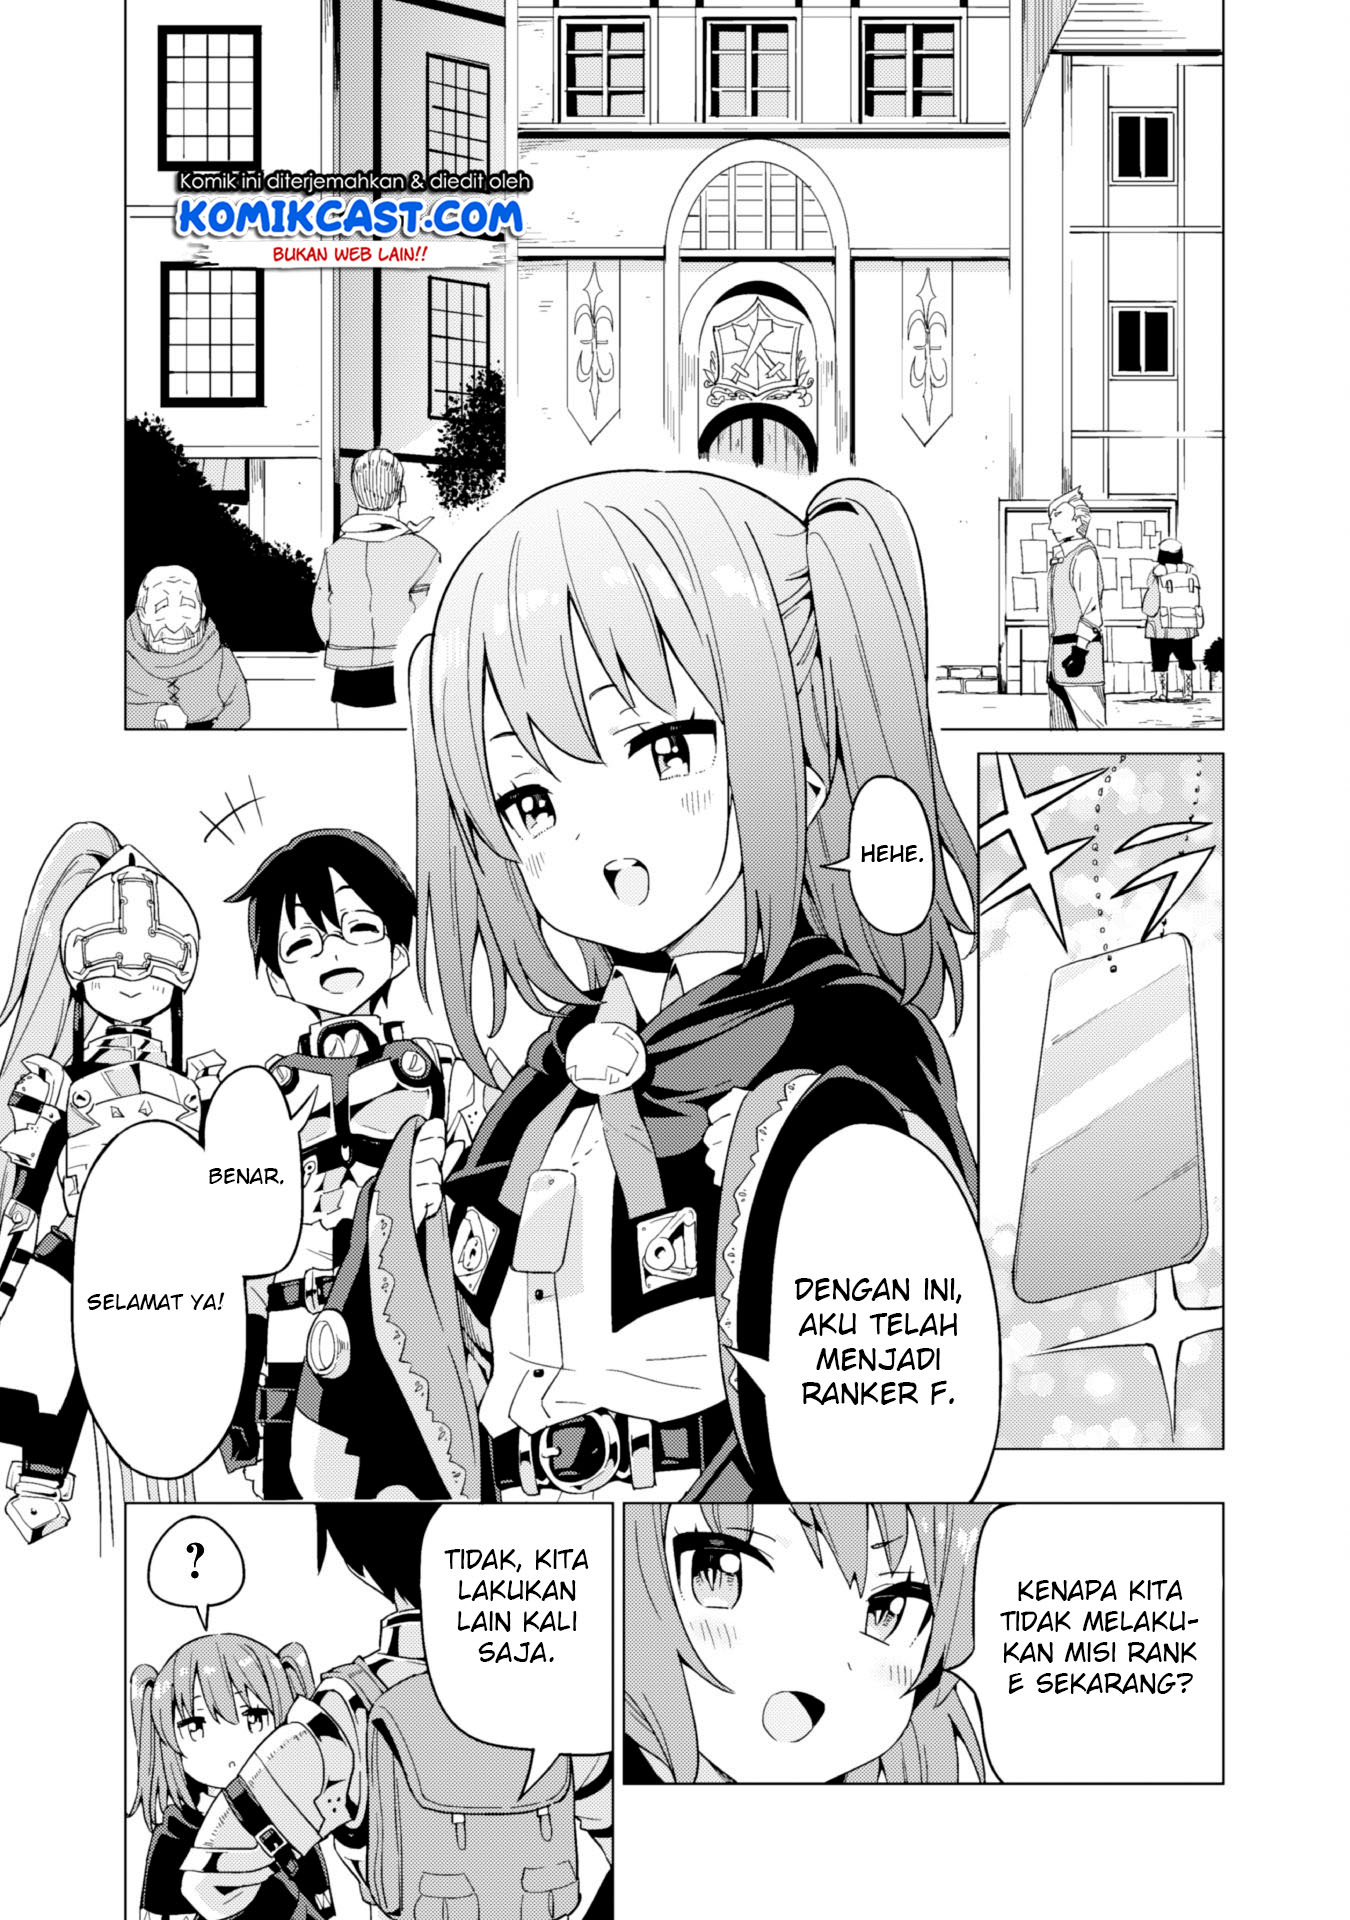 Komik ini diterjemahkan & diedit oleh
KOMIKCAST.COM
BUKAN WEB LAIN!!
HEHE.
DENGAN INI,
AKU TELAH
MENJADI
RANKER F.
BENAR.
SELAMAT YA!
KENAPA KITA
TIDAK MELAKU-
KAN MISI RANK
E SEKARANG?
TIDAK, KITA
LAKUKAN
LAIN KALI
SAJA.
?